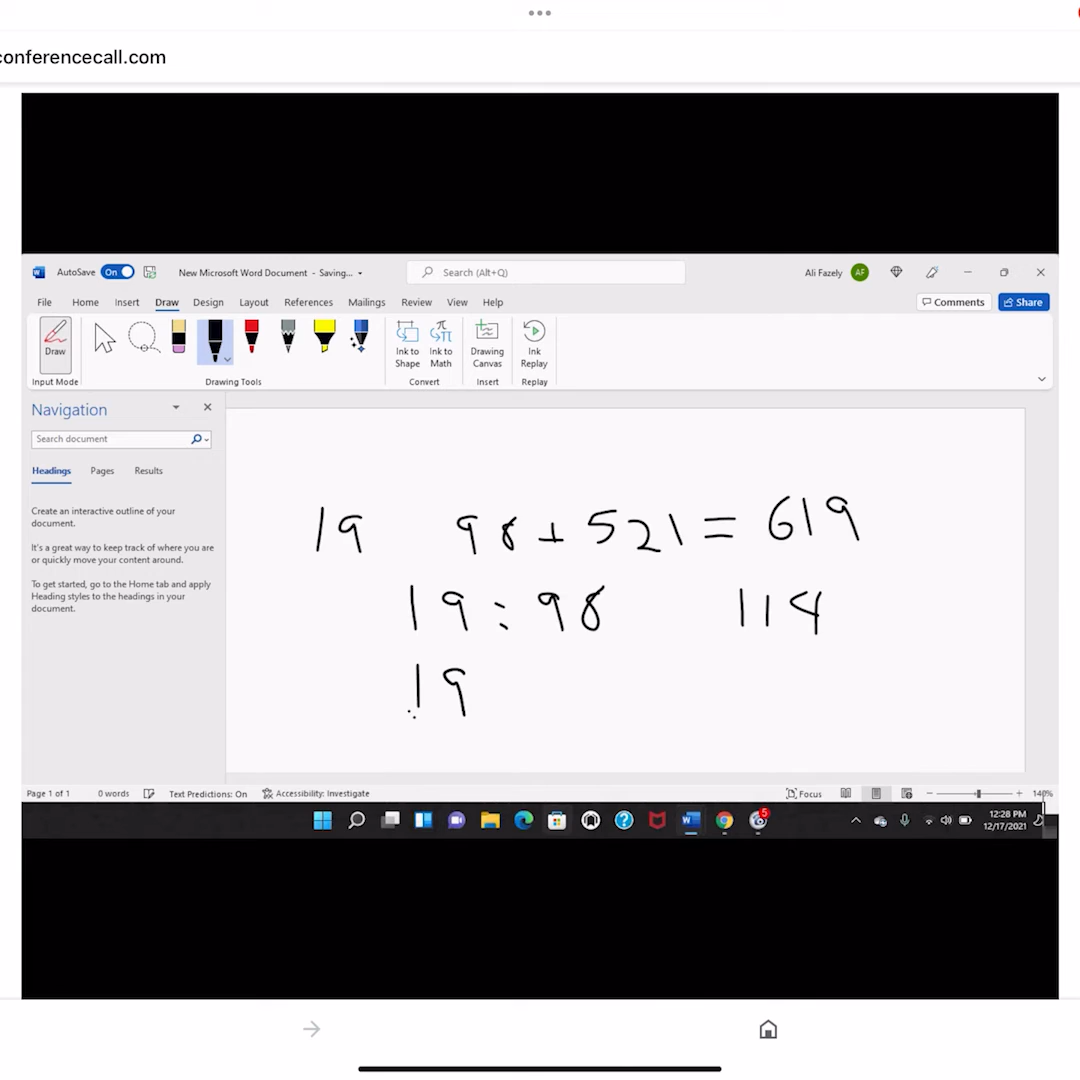 conferencecall.com
AutoSave On New Microsoft Word Document - Saving... Search (Alt+Q) Ali Fazely AF
File Home Insert Draw Design Layout References Mailings Review View Help Comments Share
Draw
Ink to Shape
Ink to Math
Drawing Canvas
Ink Replay
Input Mode Drawing Tools Convert Insert Replay
Navigation
Search document
Headings Pages Results
Create an interactive outline of your
document.
It's a great way to keep track of where you are
or quickly move your content around.
To get started, go to the Home tab and apply
Heading styles to the headings in your
document.
19 98+521=619
19:98 114
19
Page 1 of 1 0 words Text Predictions: On Accessibility: Investigate Focus - + 140%
5
12:28 PM
12/17/2021